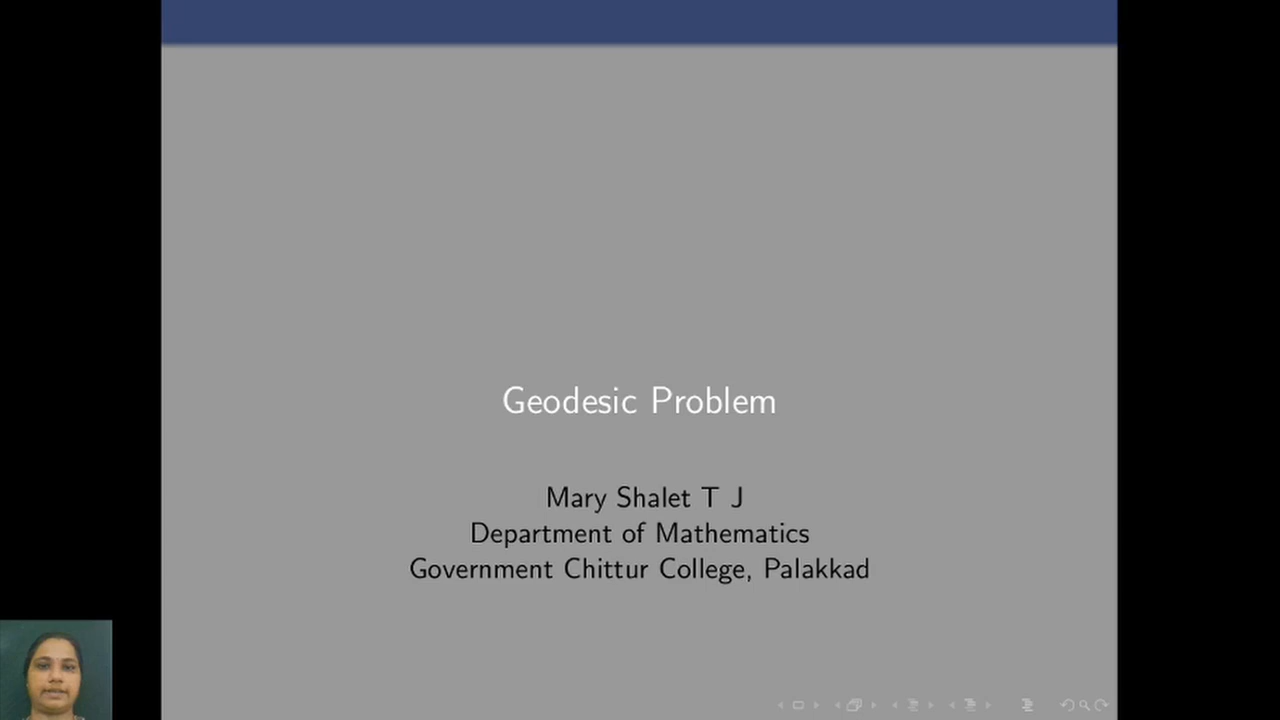 Geodesic Problem
Mary Shalet T J
Department of Mathematics
Government Chittur College, Palakkad